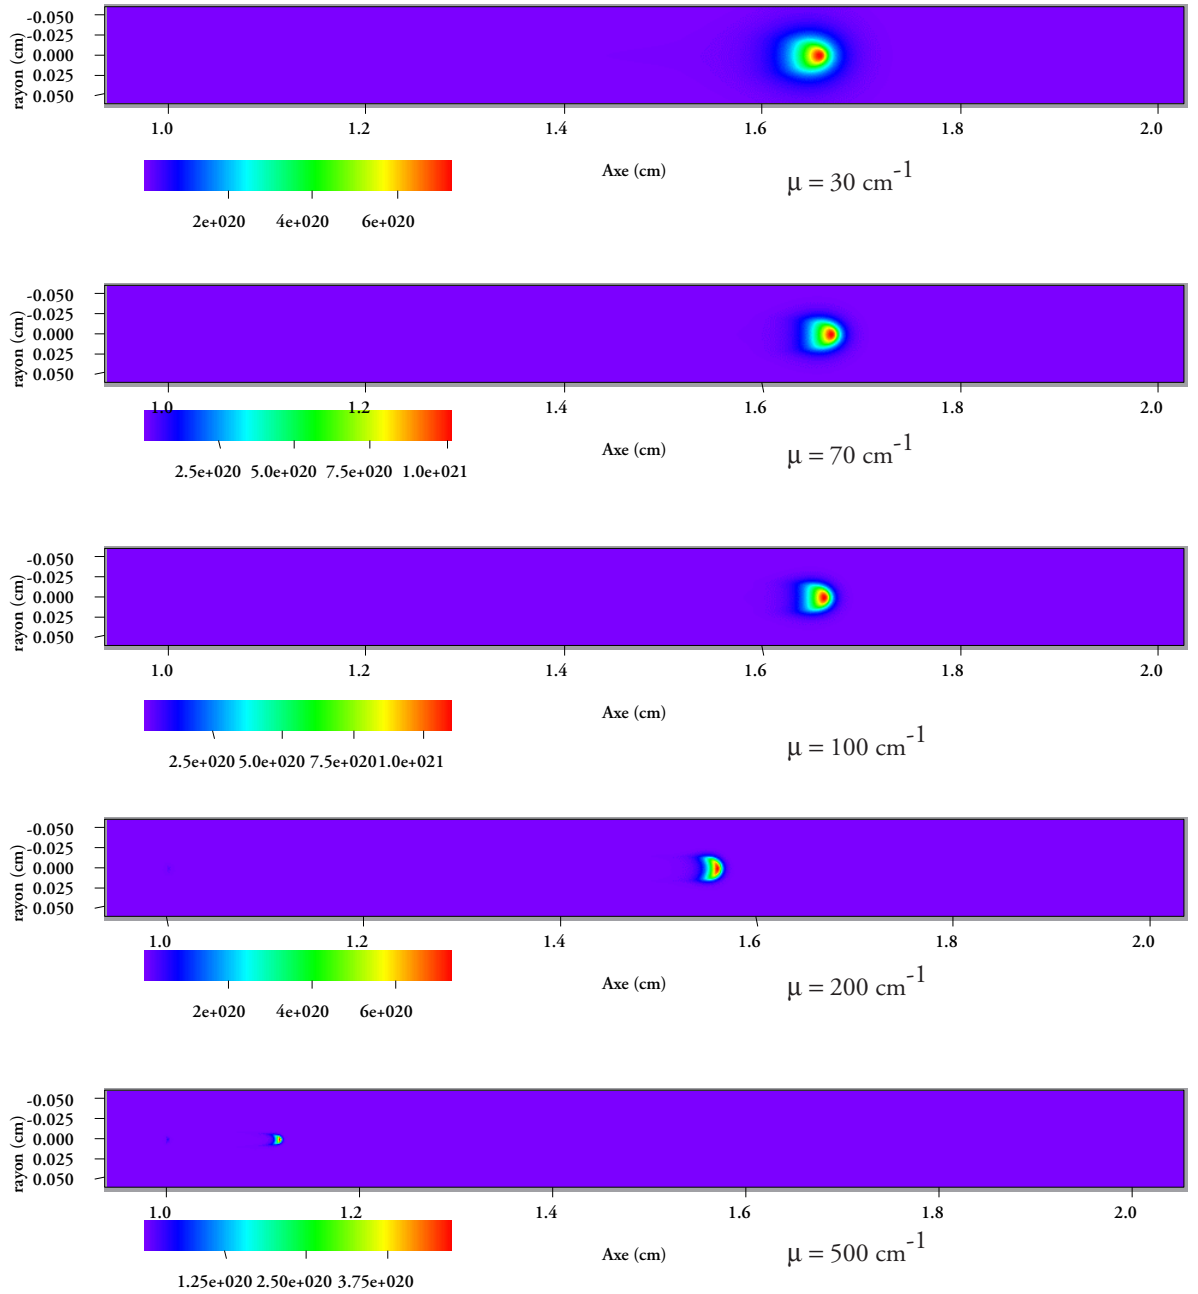 -0.050
-0.025
0.000
0.025
0.050
rayon (cm)
1.0 1.2 1.4 1.6 1.8 2.0
Axe (cm)
μ = 30 cm-1
2e+020 4e+020 6e+020
-0.050
-0.025
0.000
0.025
0.050
rayon (cm)
1.0 1.2 1.4 1.6 1.8 2.0
Axe (cm)
μ = 70 cm-1
2.5e+020 5.0e+020 7.5e+020 1.0e+021
-0.050
-0.025
0.000
0.025
0.050
rayon (cm)
1.0 1.2 1.4 1.6 1.8 2.0
Axe (cm)
μ = 100 cm-1
2.5e+020 5.0e+020 7.5e+020 1.0e+021
-0.050
-0.025
0.000
0.025
0.050
rayon (cm)
1.0 1.2 1.4 1.6 1.8 2.0
Axe (cm)
μ = 200 cm-1
2e+020 4e+020 6e+020
-0.050
-0.025
0.000
0.025
0.050
rayon (cm)
1.0 1.2 1.4 1.6 1.8 2.0
Axe (cm)
μ = 500 cm-1
1.25e+020 2.50e+020 3.75e+020